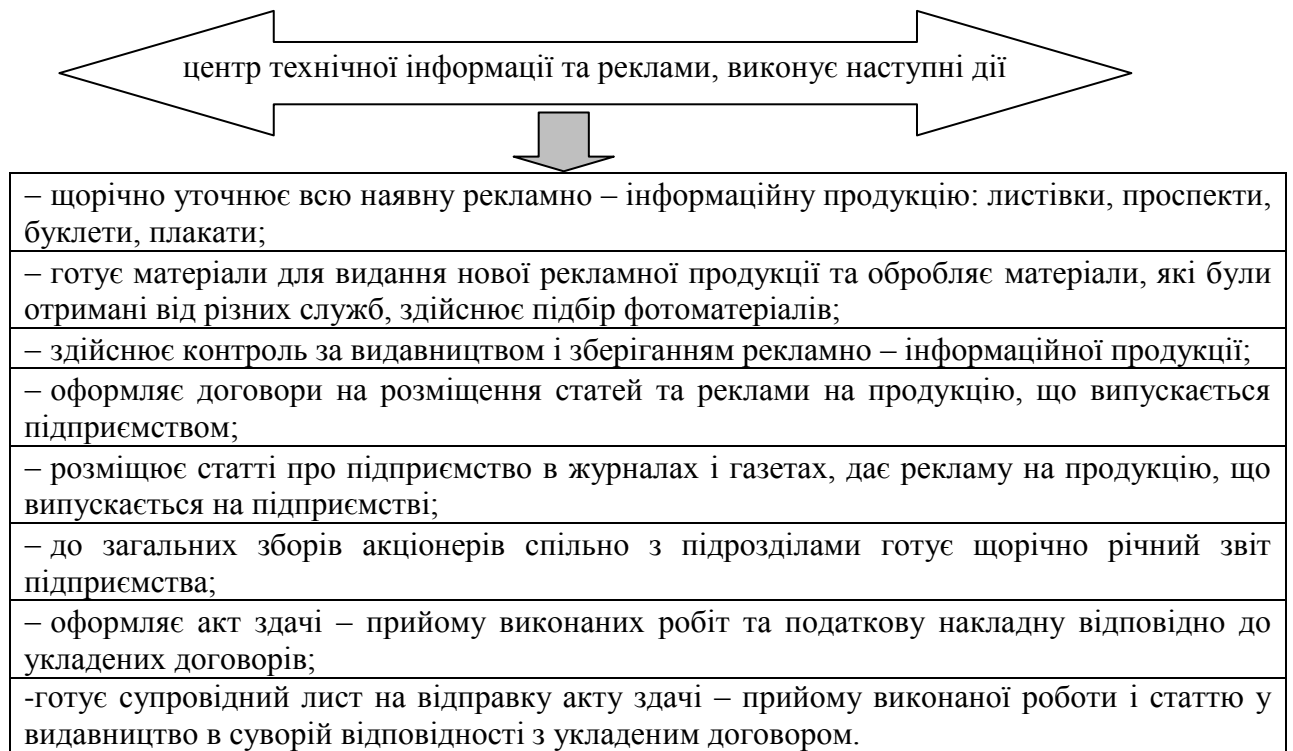 центр технічної інформації та реклами, виконує наступні дії
– щорічно уточнює всю наявну рекламно – інформаційну продукцію: листівки, проспекти,
буклети, плакати;
– готує матеріали для видання нової рекламної продукції та обробляє матеріали, які були
отримані від різних служб, здійснює підбір фотоматеріалів;
– здійснює контроль за видавництвом і зберіганням рекламно – інформаційної продукції;
– оформляє договори на розміщення статей та реклами на продукцію, що випускається
підприємством;
– розміщює статті про підприємство в журналах і газетах, дає рекламу на продукцію, що
випускається на підприємстві;
– до загальних зборів акціонерів спільно з підрозділами готує щорічно річний звіт
підприємства;
– оформляє акт здачі – прийому виконаних робіт та податкову накладну відповідно до
укладених договорів;
-готує супровідний лист на відправку акту здачі – прийому виконаної роботи і статтю у
видавництво в суворій відповідності з укладеним договором.